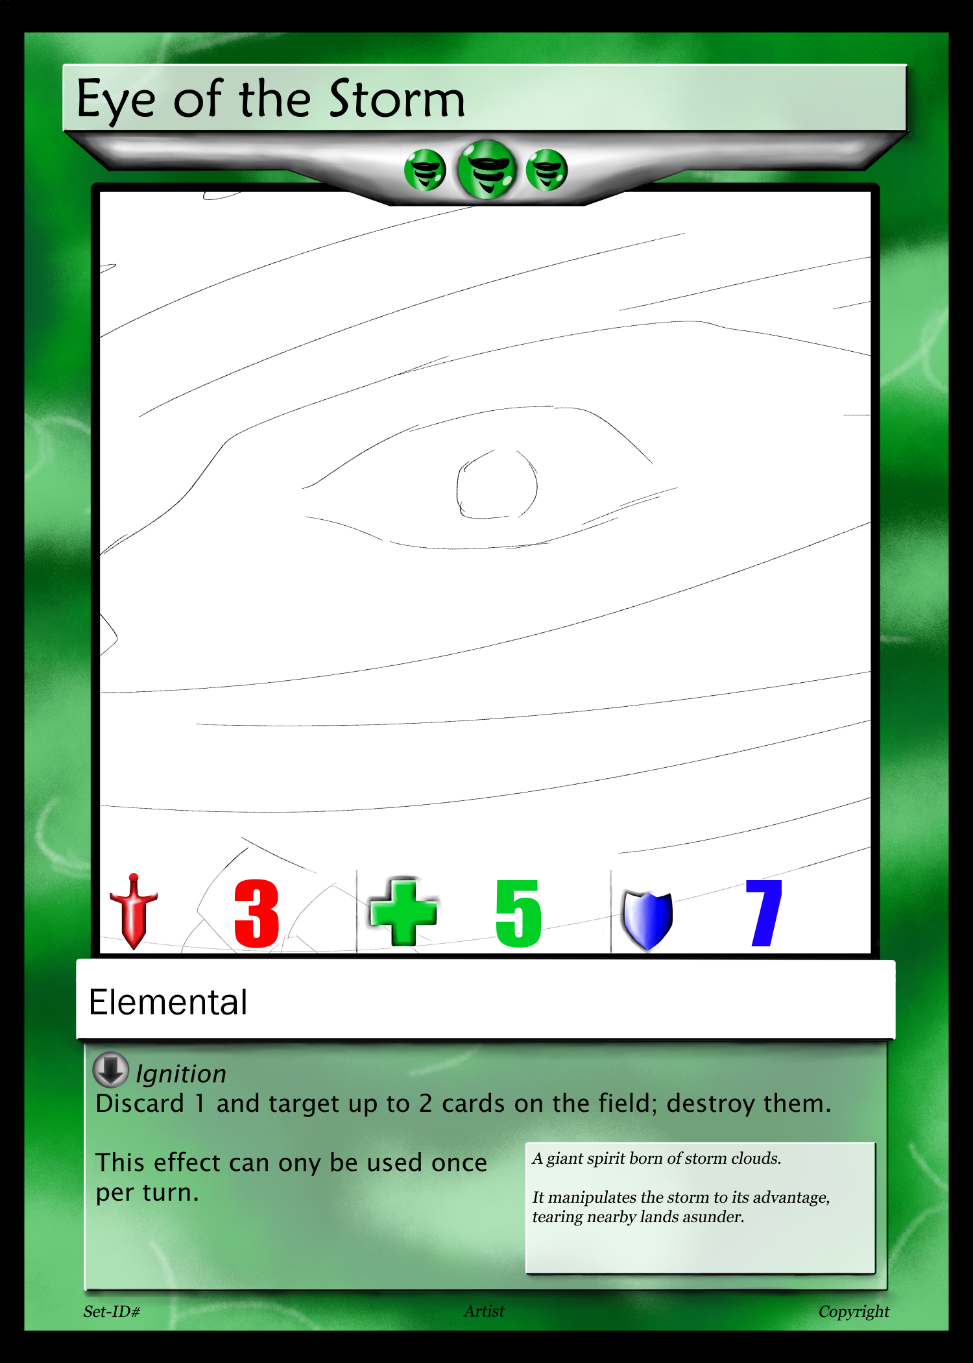 Eye of the Storm
3 5 7
Elemental
Ignition
Discard 1 and target up to 2 cards on the field; destroy them.
This effect can ony be used once
per turn.
A giant spirit born of storm clouds.
It manipulates the storm to its advantage,
tearing nearby lands asunder.
Set-ID# Artist Copyright